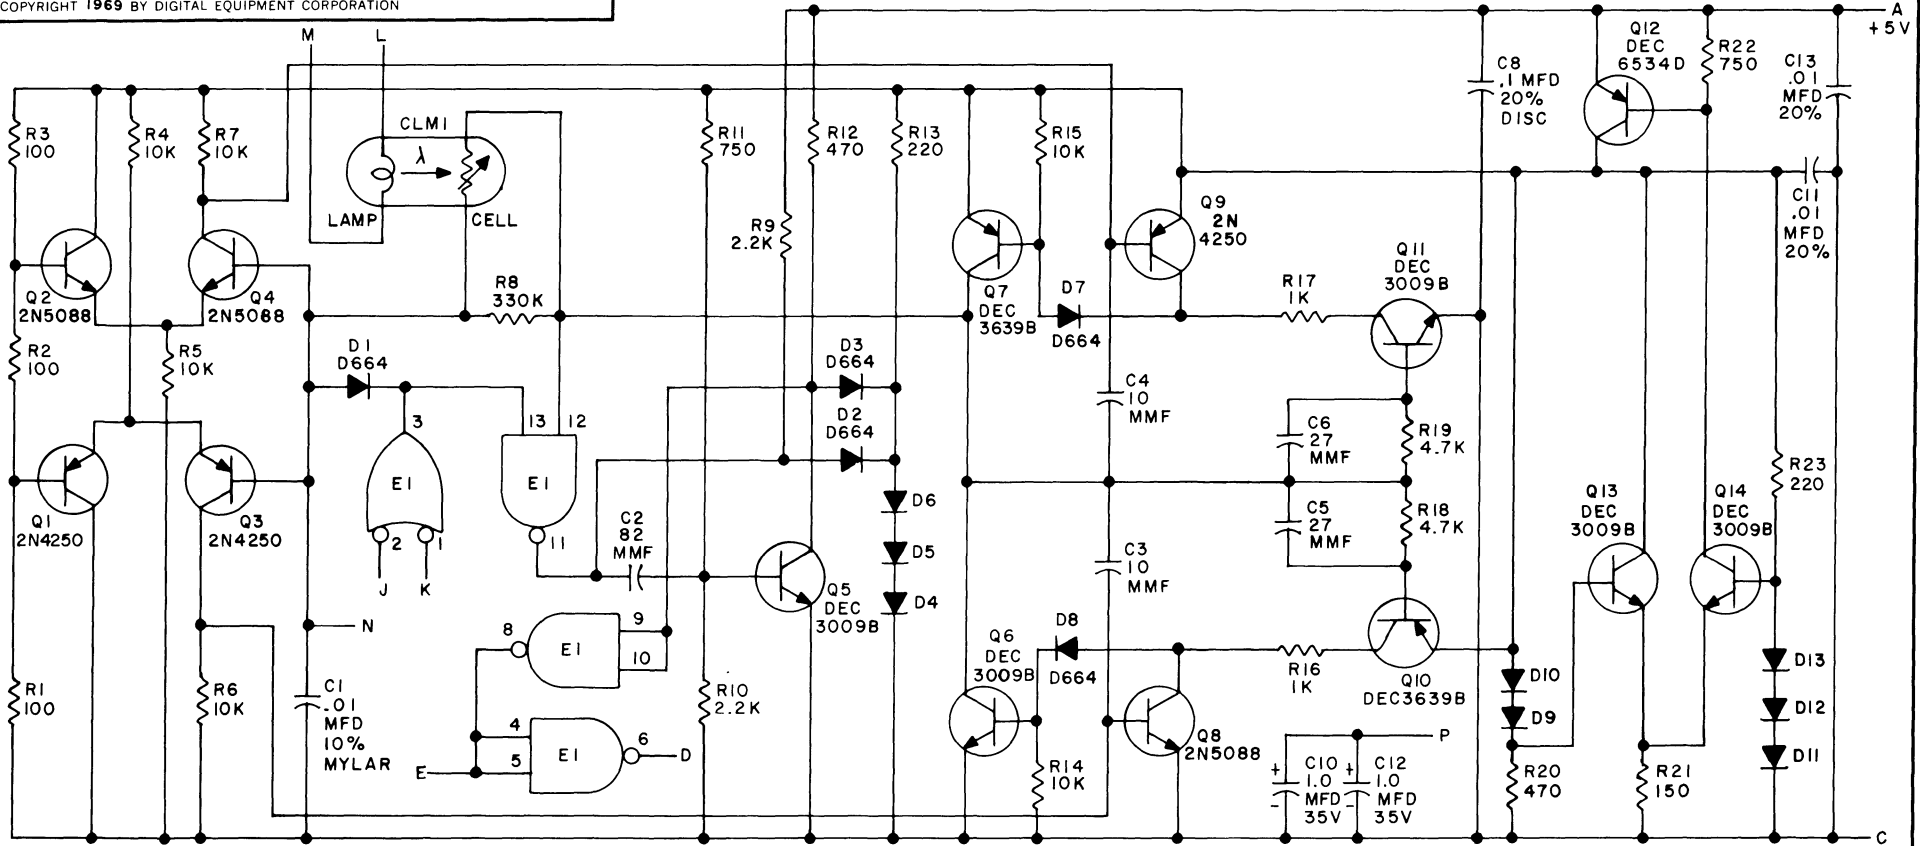 COPYRIGHT 1969 BY DIGITAL EQUIPMENT CORPORATION
M
L
A
+5V
Q12
DEC
6534D
R22
750
C8
.1 MFD
20%
DISC
C13
.01
MFD
20%
R3
100
R4
10K
R7
10K
CLM1
λ
LAMP
CELL
R11
750
R12
470
R13
220
R15
10K
R9
2.2K
Q9
2N
4250
C11
.01
MFD
20%
Q11
DEC
3009B
Q2
2N5088
Q4
2N5088
R8
330K
Q7
DEC
3639B
D7
D664
R17
1K
R2
100
R5
10K
D1
D664
D3
D664
D2
D664
C4
10
MMF
C6
27
MMF
R19
4.7K
3
13
12
E1
E1
2
1
J
K
11
Q1
2N4250
Q3
2N4250
C2
82
MMF
D6
D5
D4
C5
27
MMF
R18
4.7K
R23
220
Q13
DEC
3009B
Q14
DEC
3009B
C3
10
MMF
Q5
DEC
3009B
N
8
E1
9
10
Q6
DEC
3009B
D8
D664
R16
1K
Q10
DEC3639B
D10
D9
D13
D12
D11
R1
100
R6
10K
C1
.01
MFD
10%
MYLAR
R10
2.2K
4
5
E1
6
D
E
R14
10K
Q8
2N5088
P
+
C10
1.0
MFD
35V
-
+
C12
1.0
MFD
35V
-
R20
470
R21
150
C